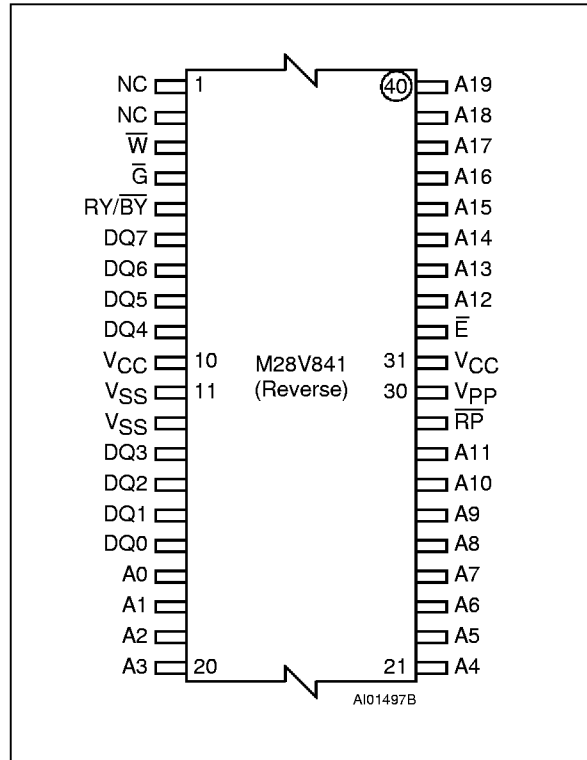 NC 1 40 A19
NC A18
W̅ A17
G̅ A16
RY/B̅Y̅ A15
DQ7 A14
DQ6 A13
DQ5 A12
DQ4 E̅
VCC 10 M28V841 31 VCC
VSS 11 (Reverse) 30 VPP
VSS R̅P̅
DQ3 A11
DQ2 A10
DQ1 A9
DQ0 A8
A0 A7
A1 A6
A2 A5
A3 20 21 A4
AI01497B